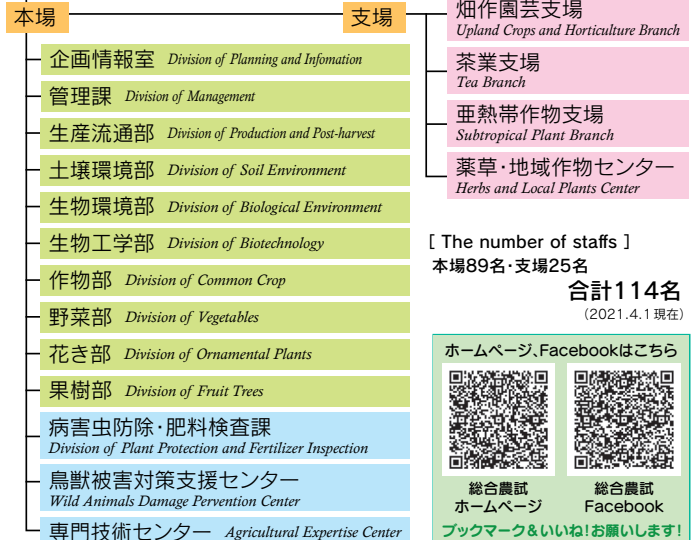 本場
企画情報室 Division of Planning and Infomation
管理課 Division of Management
生産流通部 Division of Production and Post-harvest
土壌環境部 Division of Soil Environment
生物環境部 Division of Biological Environment
生物工学部 Division of Biotechnology
作物部 Division of Common Crop
野菜部 Division of Vegetables
花き部 Division of Ornamental Plants
果樹部 Division of Fruit Trees
病害虫防除・肥料検査課
Division of Plant Protection and Fertilizer Inspection
鳥獣被害対策支援センター
Wild Animals Damage Pervention Center
専門技術センター Agricultural Expertise Center
支場
畑作園芸支場
Upland Crops and Horticulture Branch
茶業支場
Tea Branch
亜熱帯作物支場
Subtropical Plant Branch
薬草・地域作物センター
Herbs and Local Plants Center
[ The number of staffs ]
本場89名・支場25名
合計114名
(2021.4.1現在)
ホームページ、Facebookはこちら
総合農試
ホームページ
総合農試
Facebook
ブックマーク&いいね!お願いします!